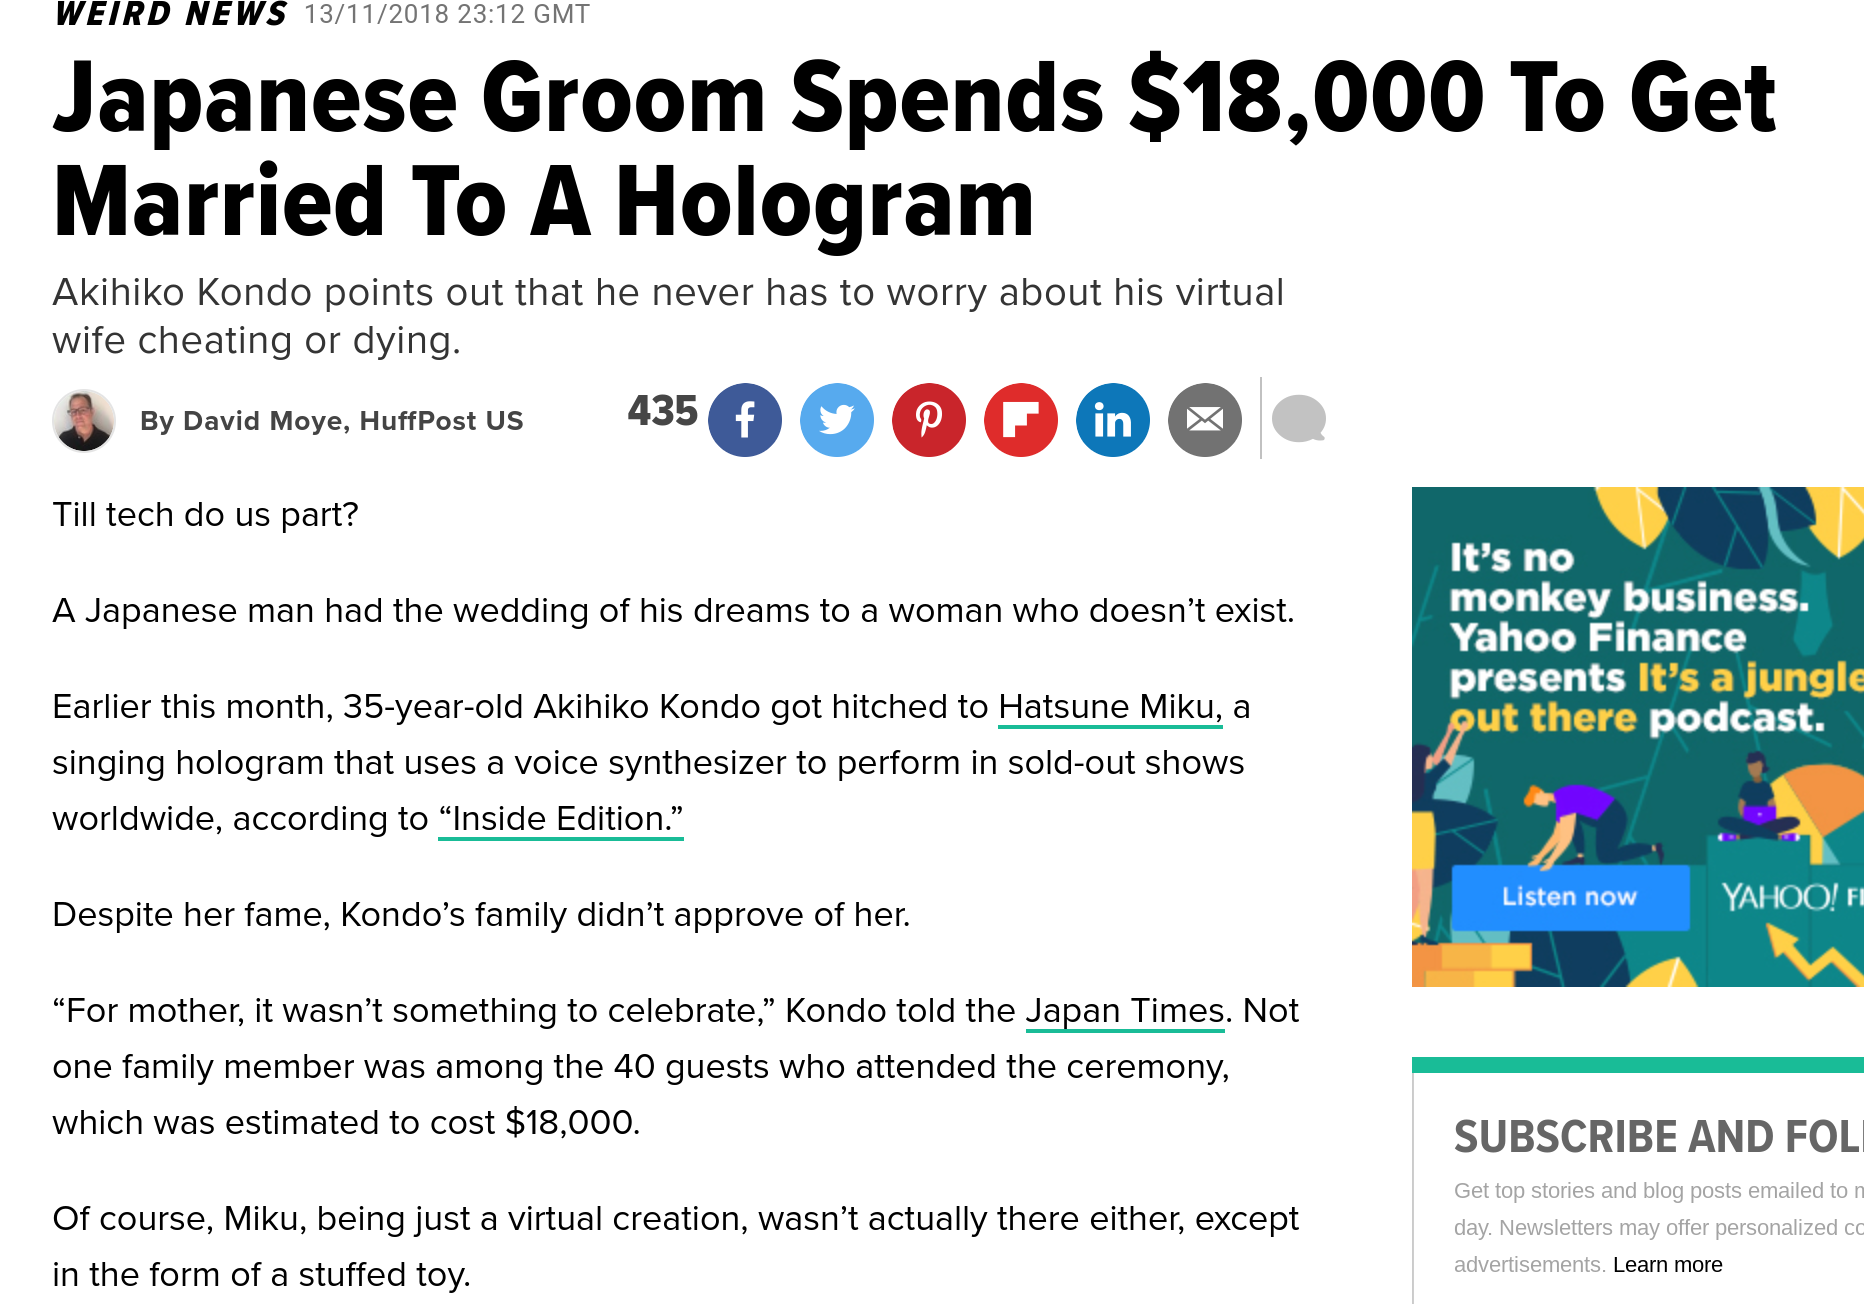 WEIRD NEWS 13/11/2018 23:12 GMT
Japanese Groom Spends $18,000 To Get
Married To A Hologram
Akihiko Kondo points out that he never has to worry about his virtual
wife cheating or dying.
By David Moye, HuffPost US
435
Till tech do us part?
A Japanese man had the wedding of his dreams to a woman who doesn’t exist.
Earlier this month, 35-year-old Akihiko Kondo got hitched to Hatsune Miku, a
singing hologram that uses a voice synthesizer to perform in sold-out shows
worldwide, according to “Inside Edition.”
Despite her fame, Kondo’s family didn’t approve of her.
“For mother, it wasn’t something to celebrate,” Kondo told the Japan Times. Not
one family member was among the 40 guests who attended the ceremony,
which was estimated to cost $18,000.
Of course, Miku, being just a virtual creation, wasn’t actually there either, except
in the form of a stuffed toy.
It’s no
monkey business.
Yahoo Finance
presents It’s a jungle
out there podcast.
Listen now
YAHOO!
SUBSCRIBE AND
Get top stories and blog posts emailed to
day. Newsletters may offer personalized
advertisements. Learn more